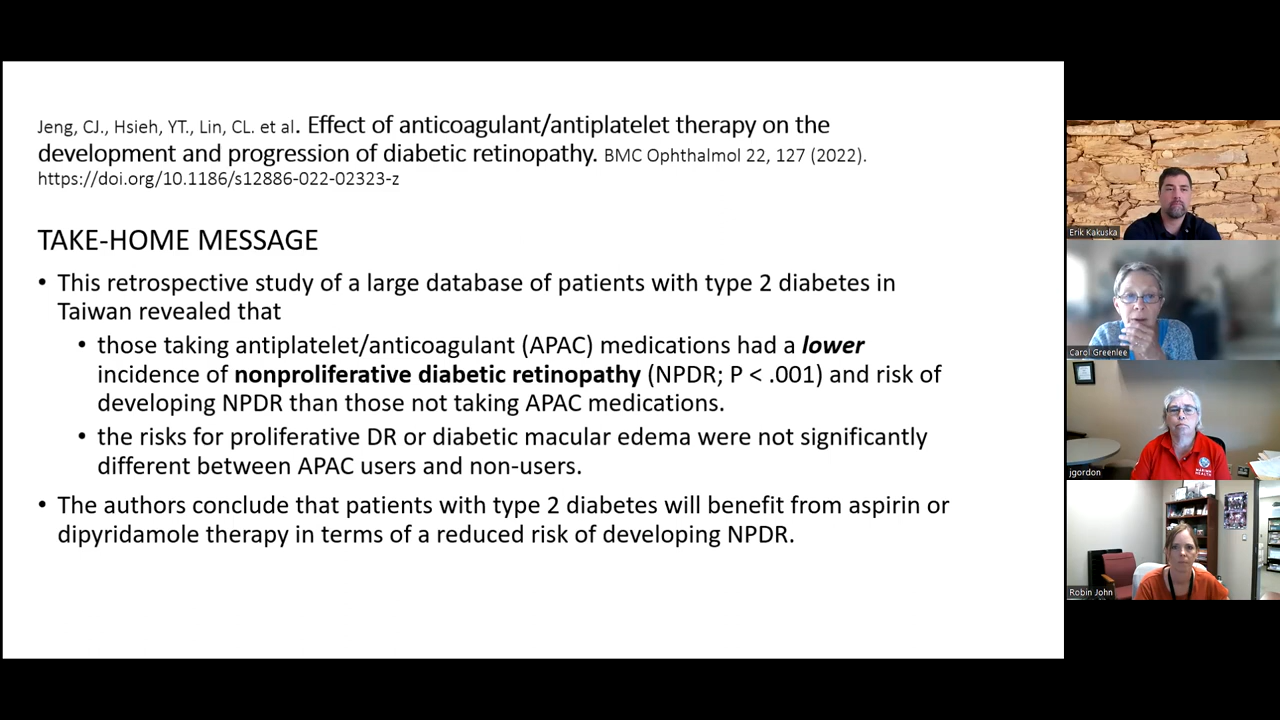 Jeng, CJ., Hsieh, YT., Lin, CL. et al. Effect of anticoagulant/antiplatelet therapy on the
development and progression of diabetic retinopathy. BMC Ophthalmol 22, 127 (2022).
https://doi.org/10.1186/s12886-022-02323-z
TAKE-HOME MESSAGE
• This retrospective study of a large database of patients with type 2 diabetes in
Taiwan revealed that
• those taking antiplatelet/anticoagulant (APAC) medications had a lower
incidence of nonproliferative diabetic retinopathy (NPDR; P < .001) and risk of
developing NPDR than those not taking APAC medications.
• the risks for proliferative DR or diabetic macular edema were not significantly
different between APAC users and non-users.
• The authors conclude that patients with type 2 diabetes will benefit from aspirin or
dipyridamole therapy in terms of a reduced risk of developing NPDR.
Erik Kakuska
Carol Greenlee
jgordon
Robin John